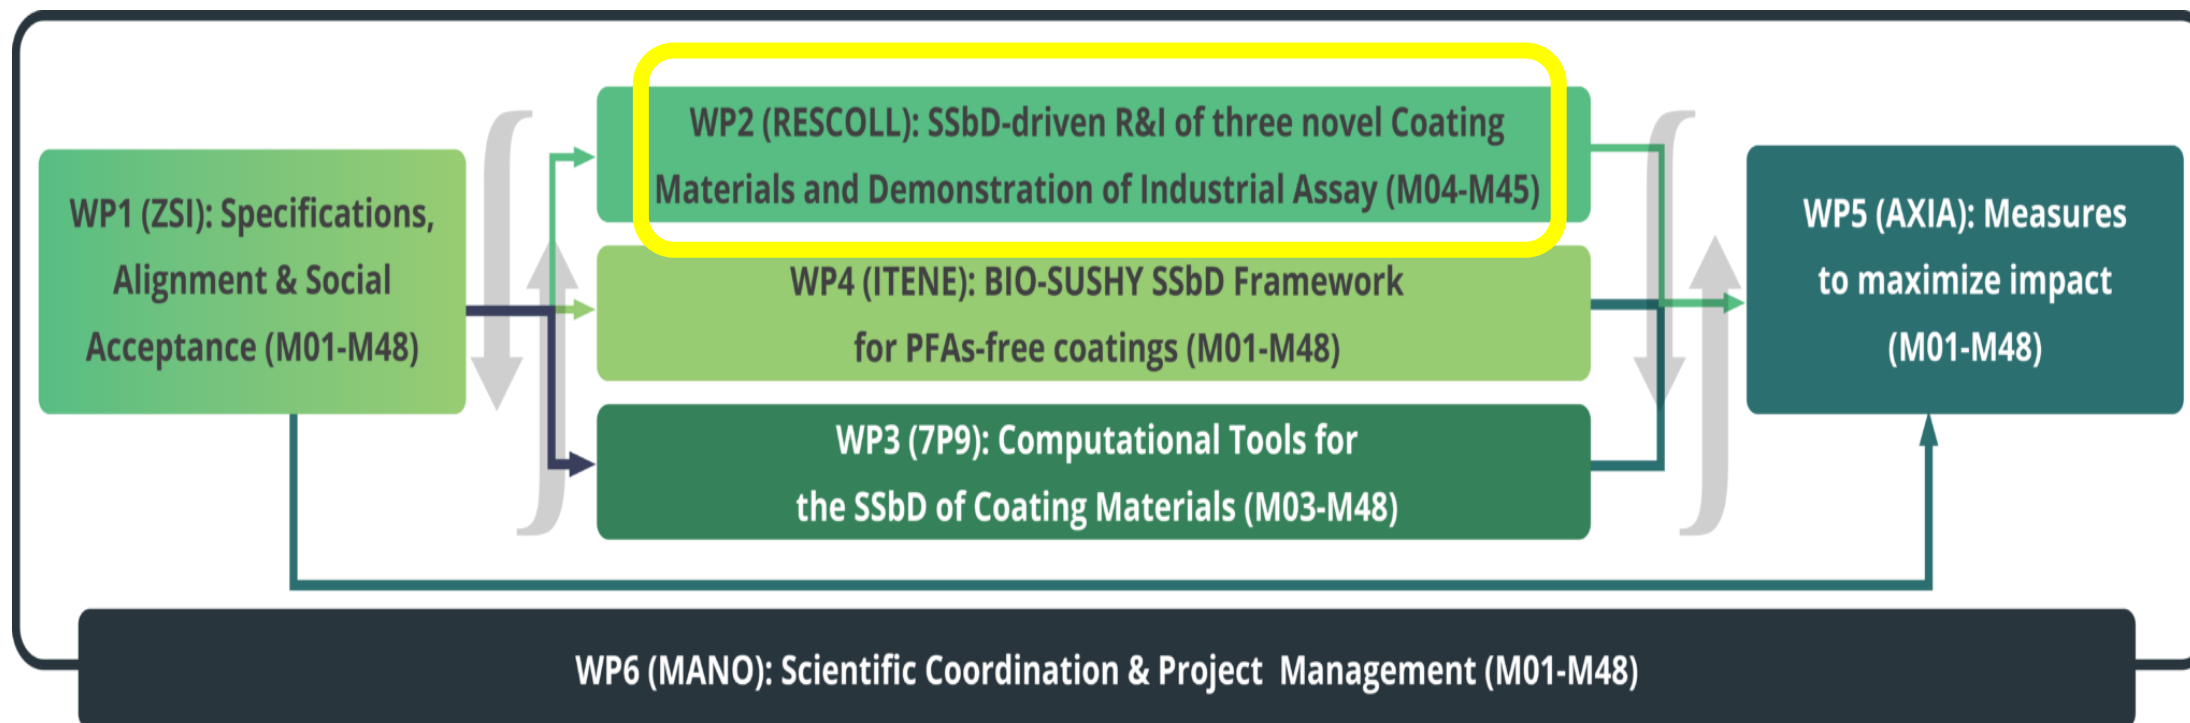 WP1 (ZSI): Specifications,
Alignment & Social
Acceptance (M01-M48)
WP2 (RESCOLL): SSbD-driven R&I of three novel Coating
Materials and Demonstration of Industrial Assay (M04-M45)
WP4 (ITENE): BIO-SUSHY SSbD Framework
for PFAs-free coatings (M01-M48)
WP3 (7P9): Computational Tools for
the SSbD of Coating Materials (M03-M48)
WP5 (AXIA): Measures
to maximize impact
(M01-M48)
WP6 (MANO): Scientific Coordination & Project  Management (M01-M48)